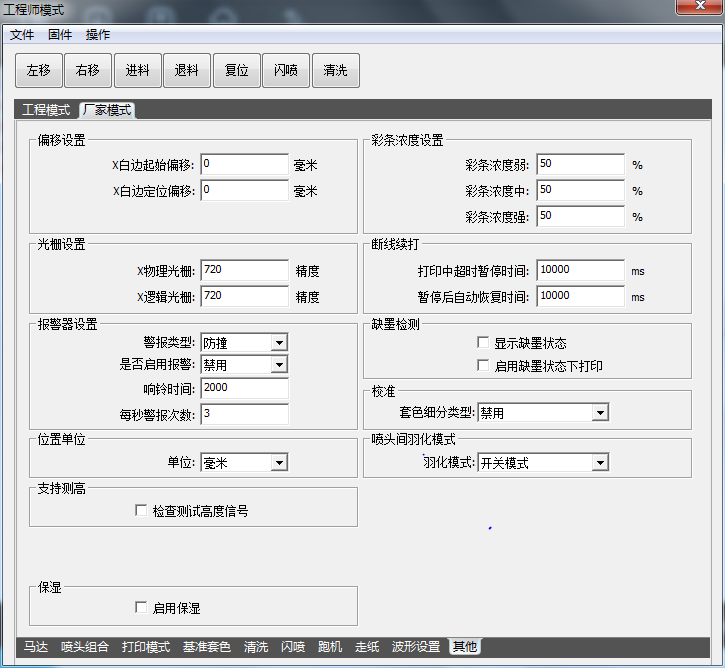 工程师模式
文件 固件 操作
左移 右移 进料 退料 复位 闪喷 清洗
工程模式 厂家模式
偏移设置
X白边起始偏移: 0 毫米
X白边定位偏移: 0 毫米
彩条浓度设置
彩条浓度弱: 50 %
彩条浓度中: 50 %
彩条浓度强: 50 %
光栅设置
X物理光栅: 720 精度
X逻辑光栅: 720 精度
断线续打
打印中超时暂停时间: 10000 ms
暂停后自动恢复时间: 10000 ms
报警器设置
警报类型: 防撞
是否启用报警: 禁用
响铃时间: 2000
每秒警报次数: 3
缺墨检测
显示缺墨状态
启用缺墨状态下打印
校准
套色细分类型: 禁用
位置单位
单位: 毫米
喷头间羽化模式
羽化模式: 开关模式
支持测高
检查测试高度信号
保湿
启用保湿
马达 喷头组合 打印模式 基准套色 清洗 闪喷 跑机 走纸 波形设置 其他